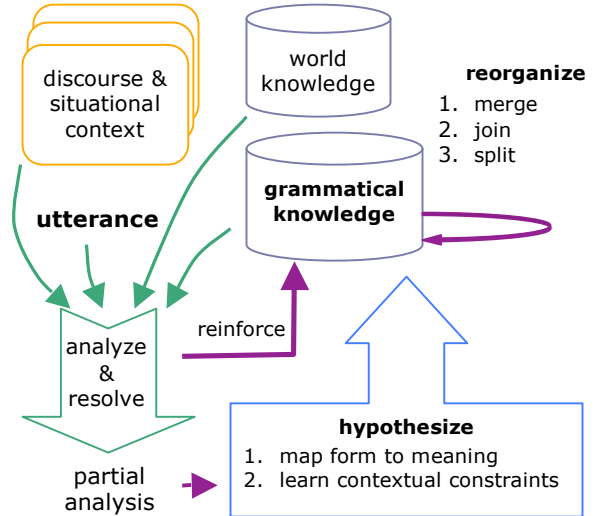 discourse &
situational
context
world
knowledge
reorganize
1. merge
2. join
3. split
grammatical
knowledge
utterance
reinforce
analyze
&
resolve
hypothesize
1. map form to meaning
2. learn contextual constraints
partial
analysis